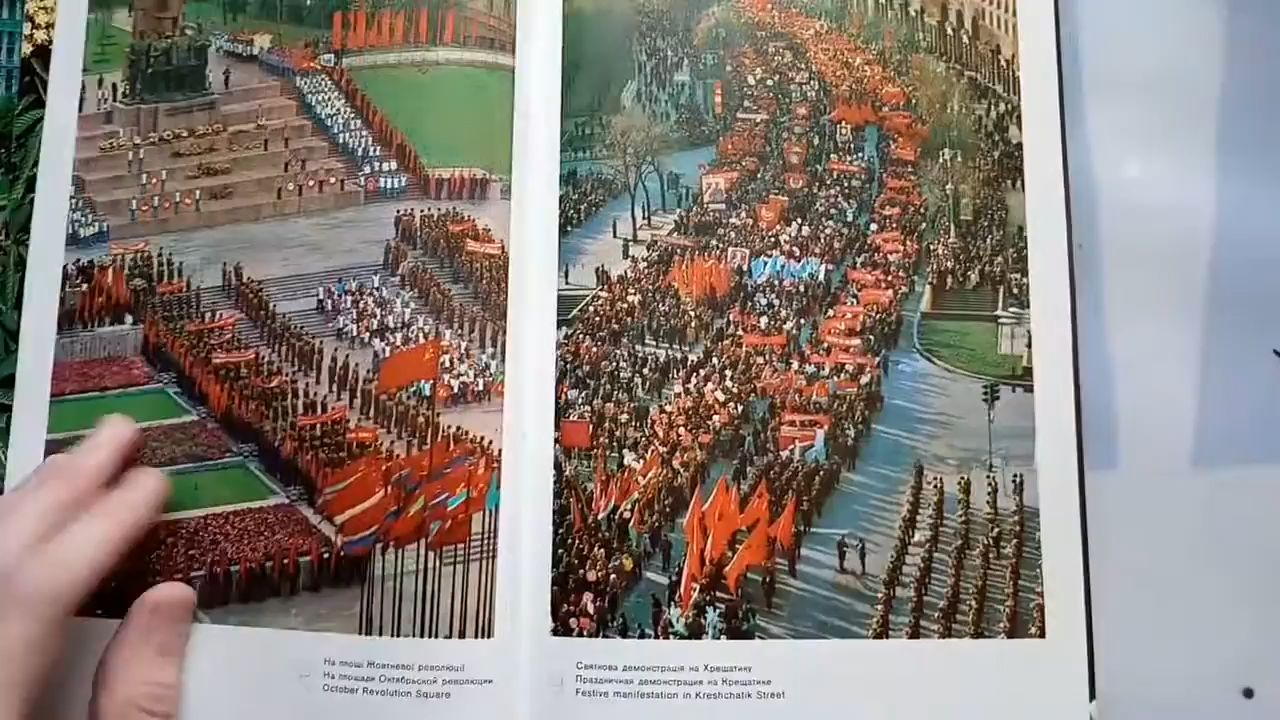 На площі Жовтневої революції
На площади Октябрьской революции
October Revolution Square
Святкова демонстрація на Хрещатику
Праздничная демонстрация на Крещатике
Festive manifestation in Kreshchatik Street